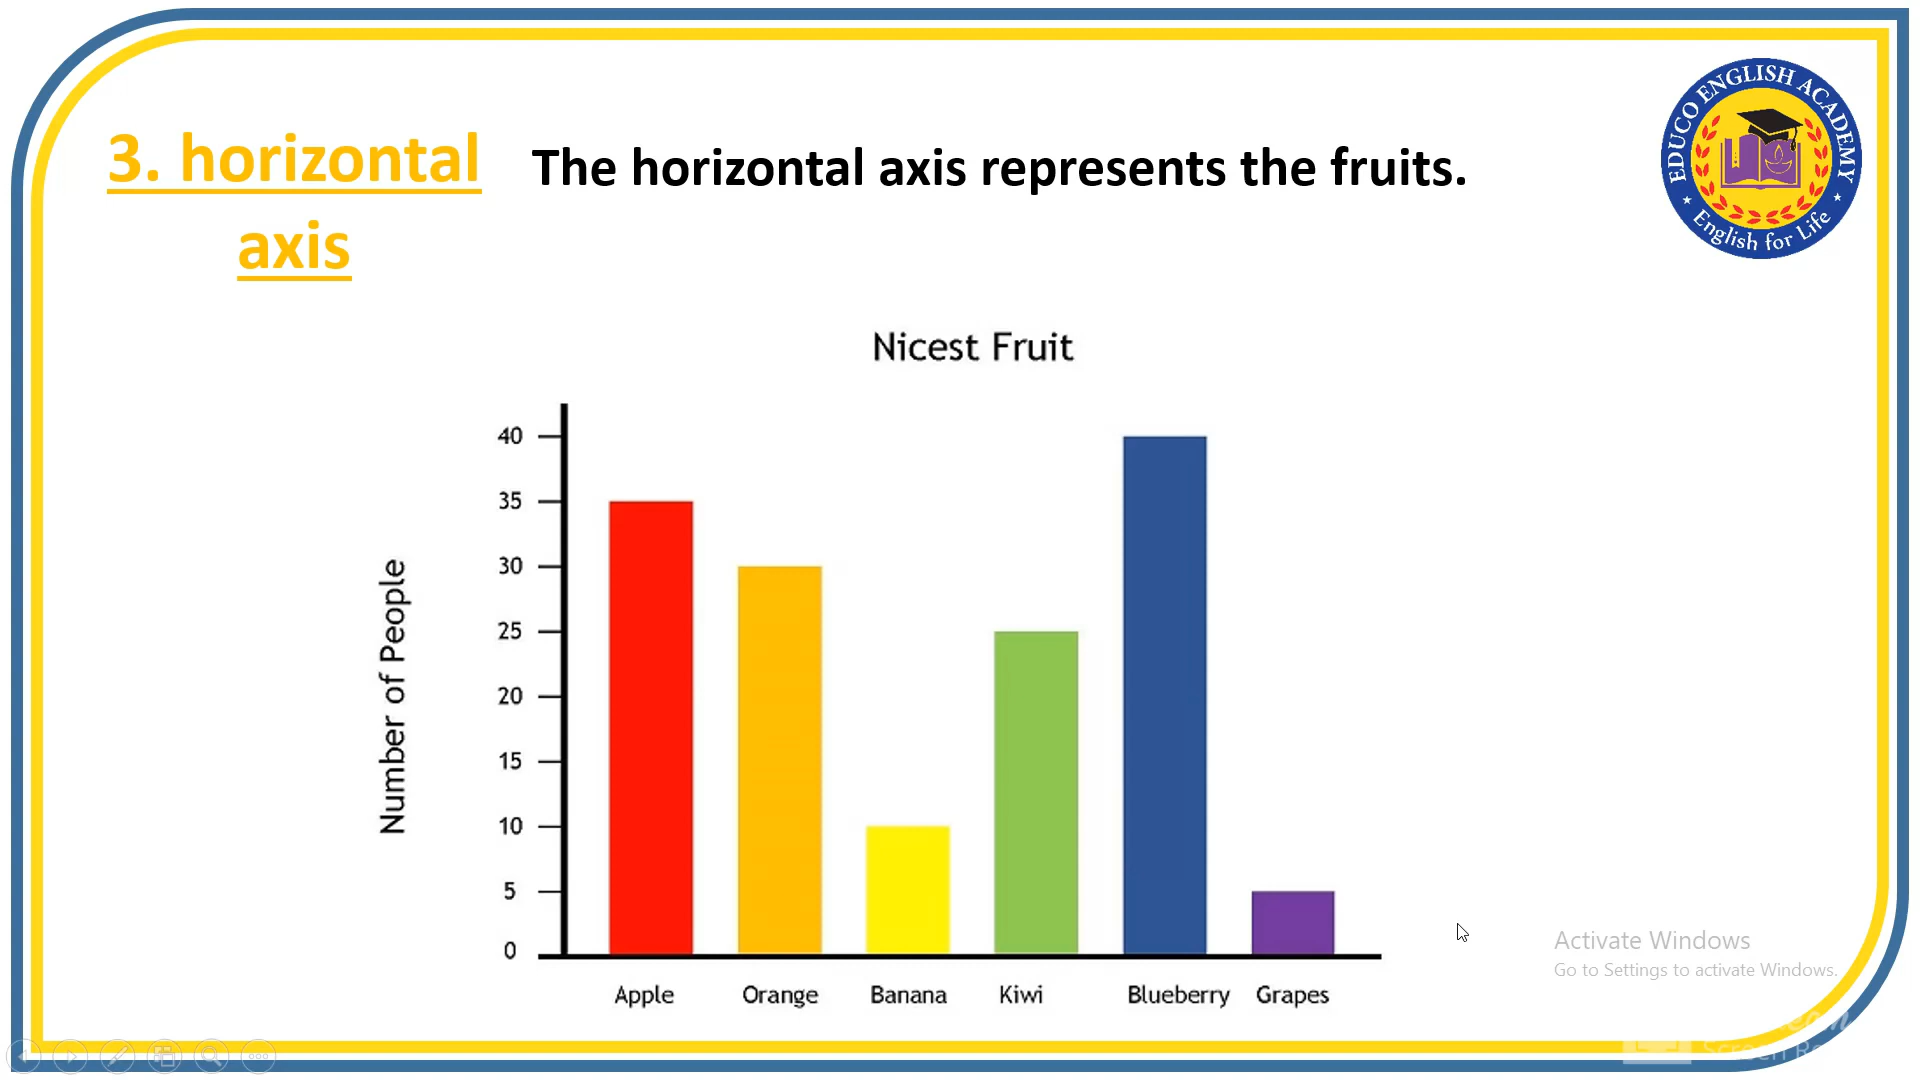 3. horizontal
axis
The horizontal axis represents the fruits.
EDUCO ENGLISH ACADEMY
English for Life
Nicest Fruit
Number of People
40
35
30
25
20
15
10
5
0
Apple Orange Banana Kiwi Blueberry Grapes
Activate Windows
Go to Settings to activate Windows.